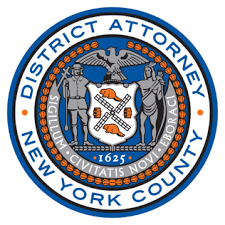 DISTRICT ATTORNEY
SIGILLUM · CIVITATIS NOVI · EBORACI
· 1625 ·
· NEW YORK COUNTY ·